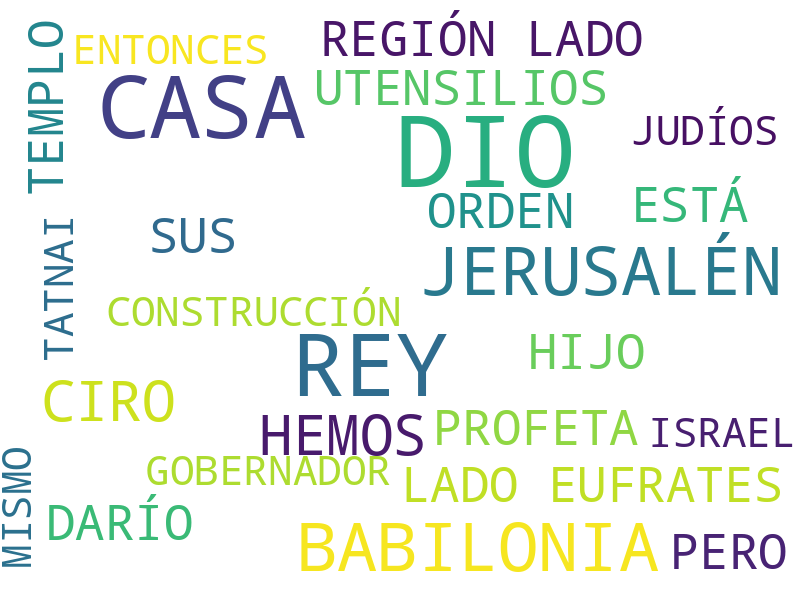 ENTONCES
REGIÓN LADO
TEMPLO
CASA
UTENSILIOS
DIO
JUDÍOS
ORDEN
ESTÁ
SUS
TATNAI
JERUSALÉN
CONSTRUCCIÓN
REY
HIJO
CIRO
HEMOS
PROFETA
ISRAEL
MISMO
GOBERNADOR
LADO EUFRATES
DARÍO
BABILONIA
PERO